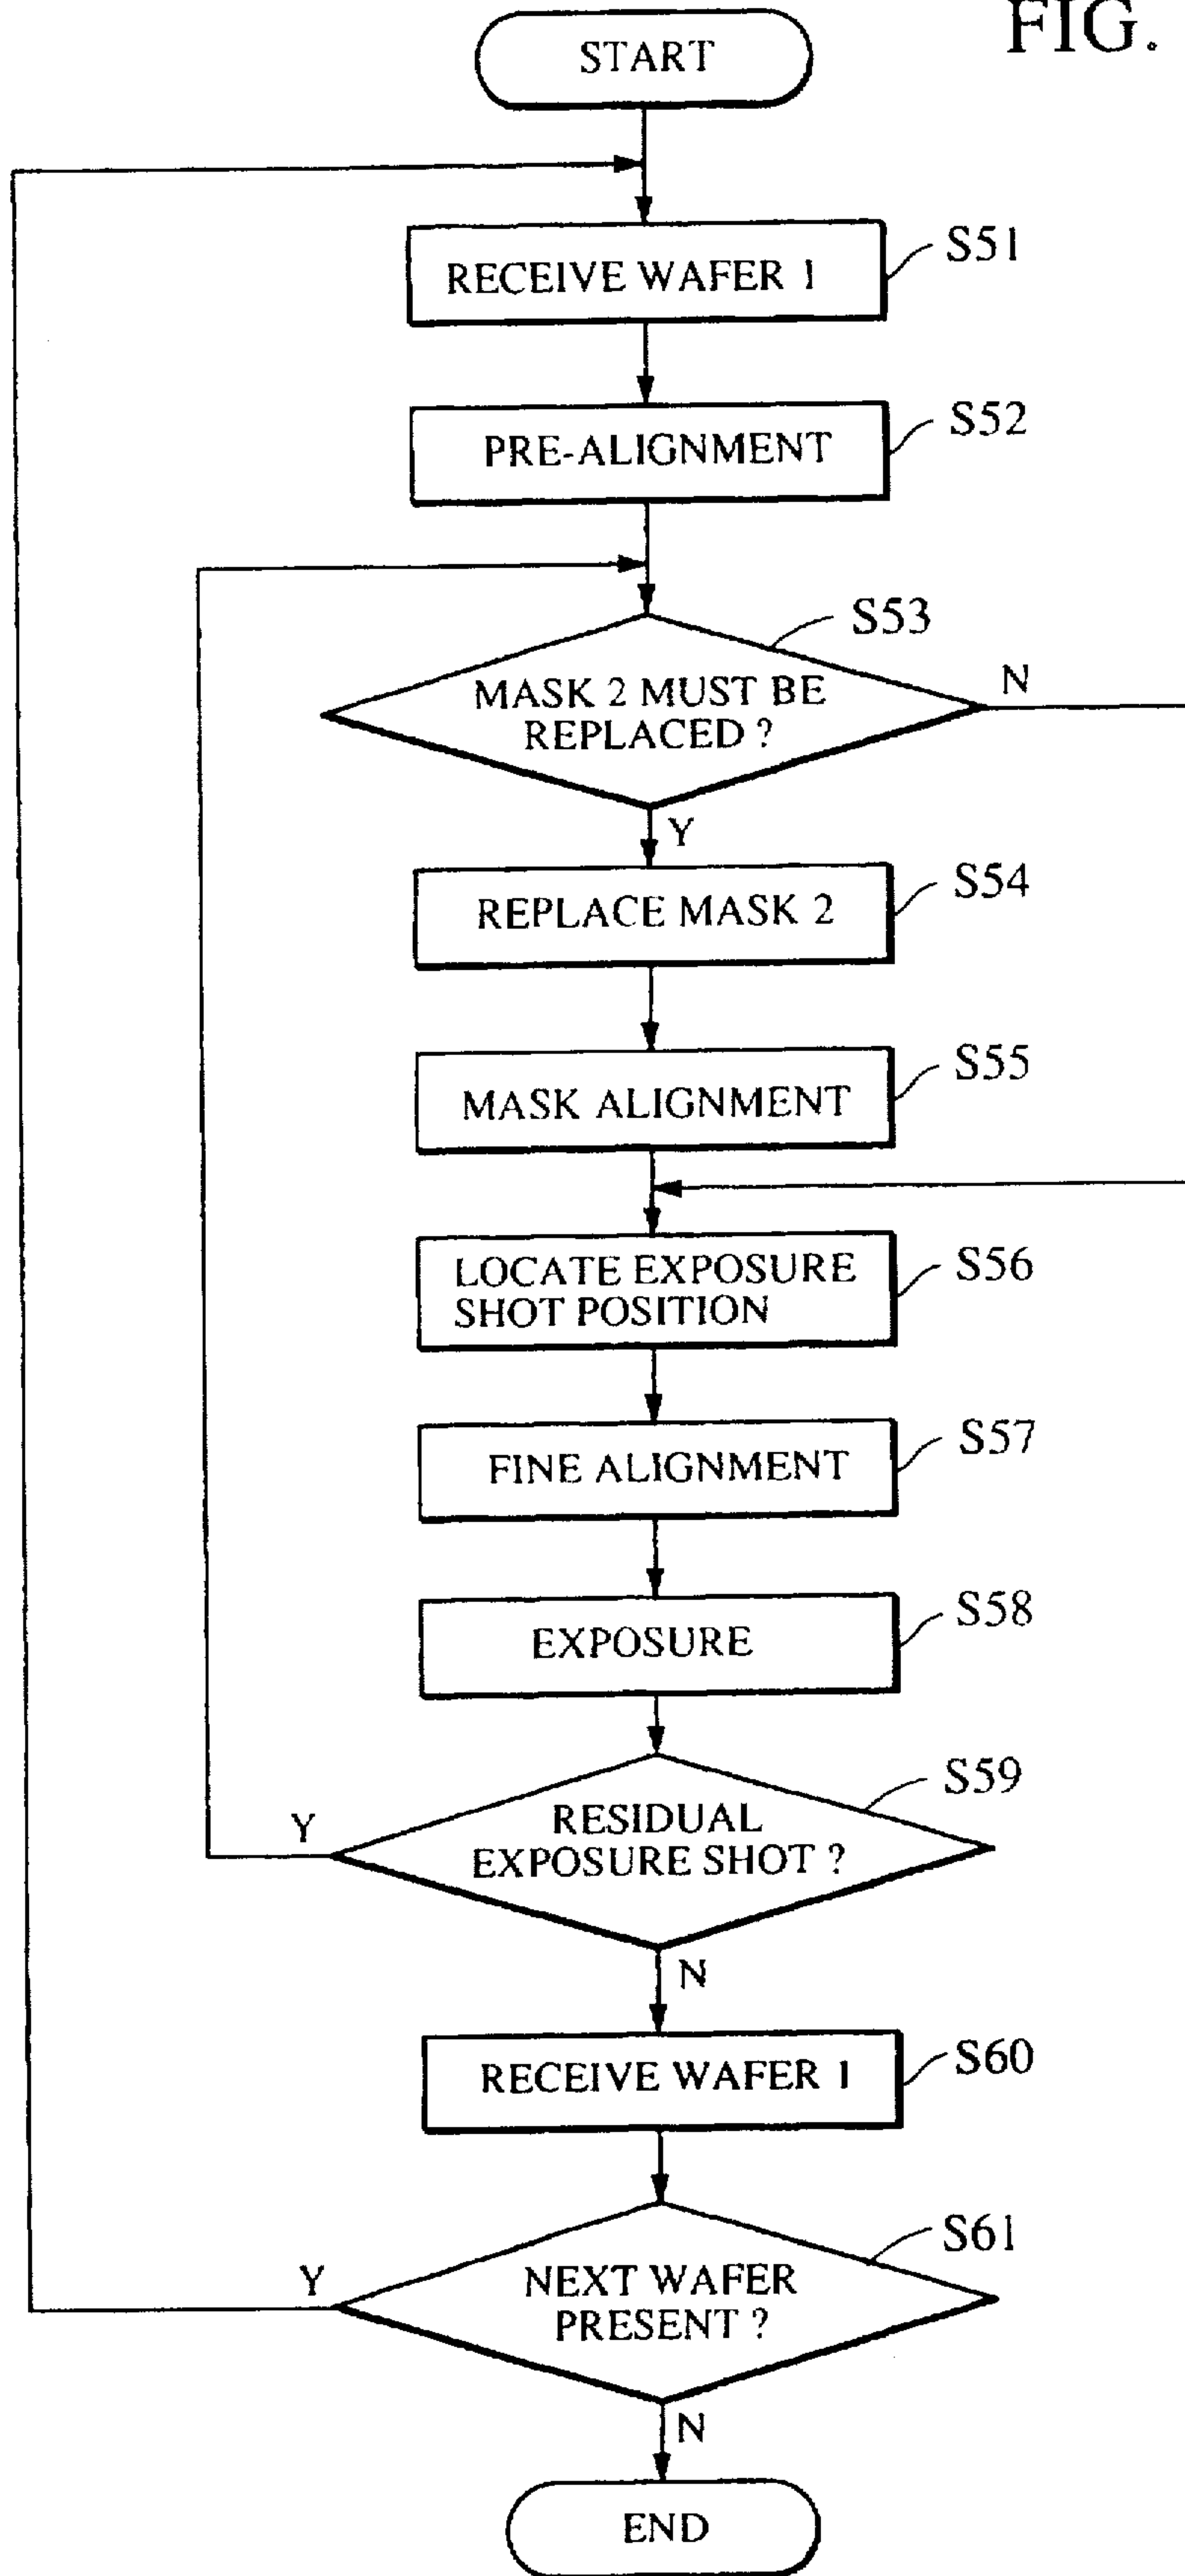 FIG.
START
RECEIVE WAFER 1
S51
PRE-ALIGNMENT
S52
S53
MASK 2 MUST BE
REPLACED ?
N
Y
REPLACE MASK 2
S54
MASK ALIGNMENT
S55
LOCATE EXPOSURE
SHOT POSITION
S56
FINE ALIGNMENT
S57
EXPOSURE
S58
S59
RESIDUAL
EXPOSURE SHOT ?
Y
N
RECEIVE WAFER 1
S60
S61
NEXT WAFER
PRESENT ?
Y
N
END